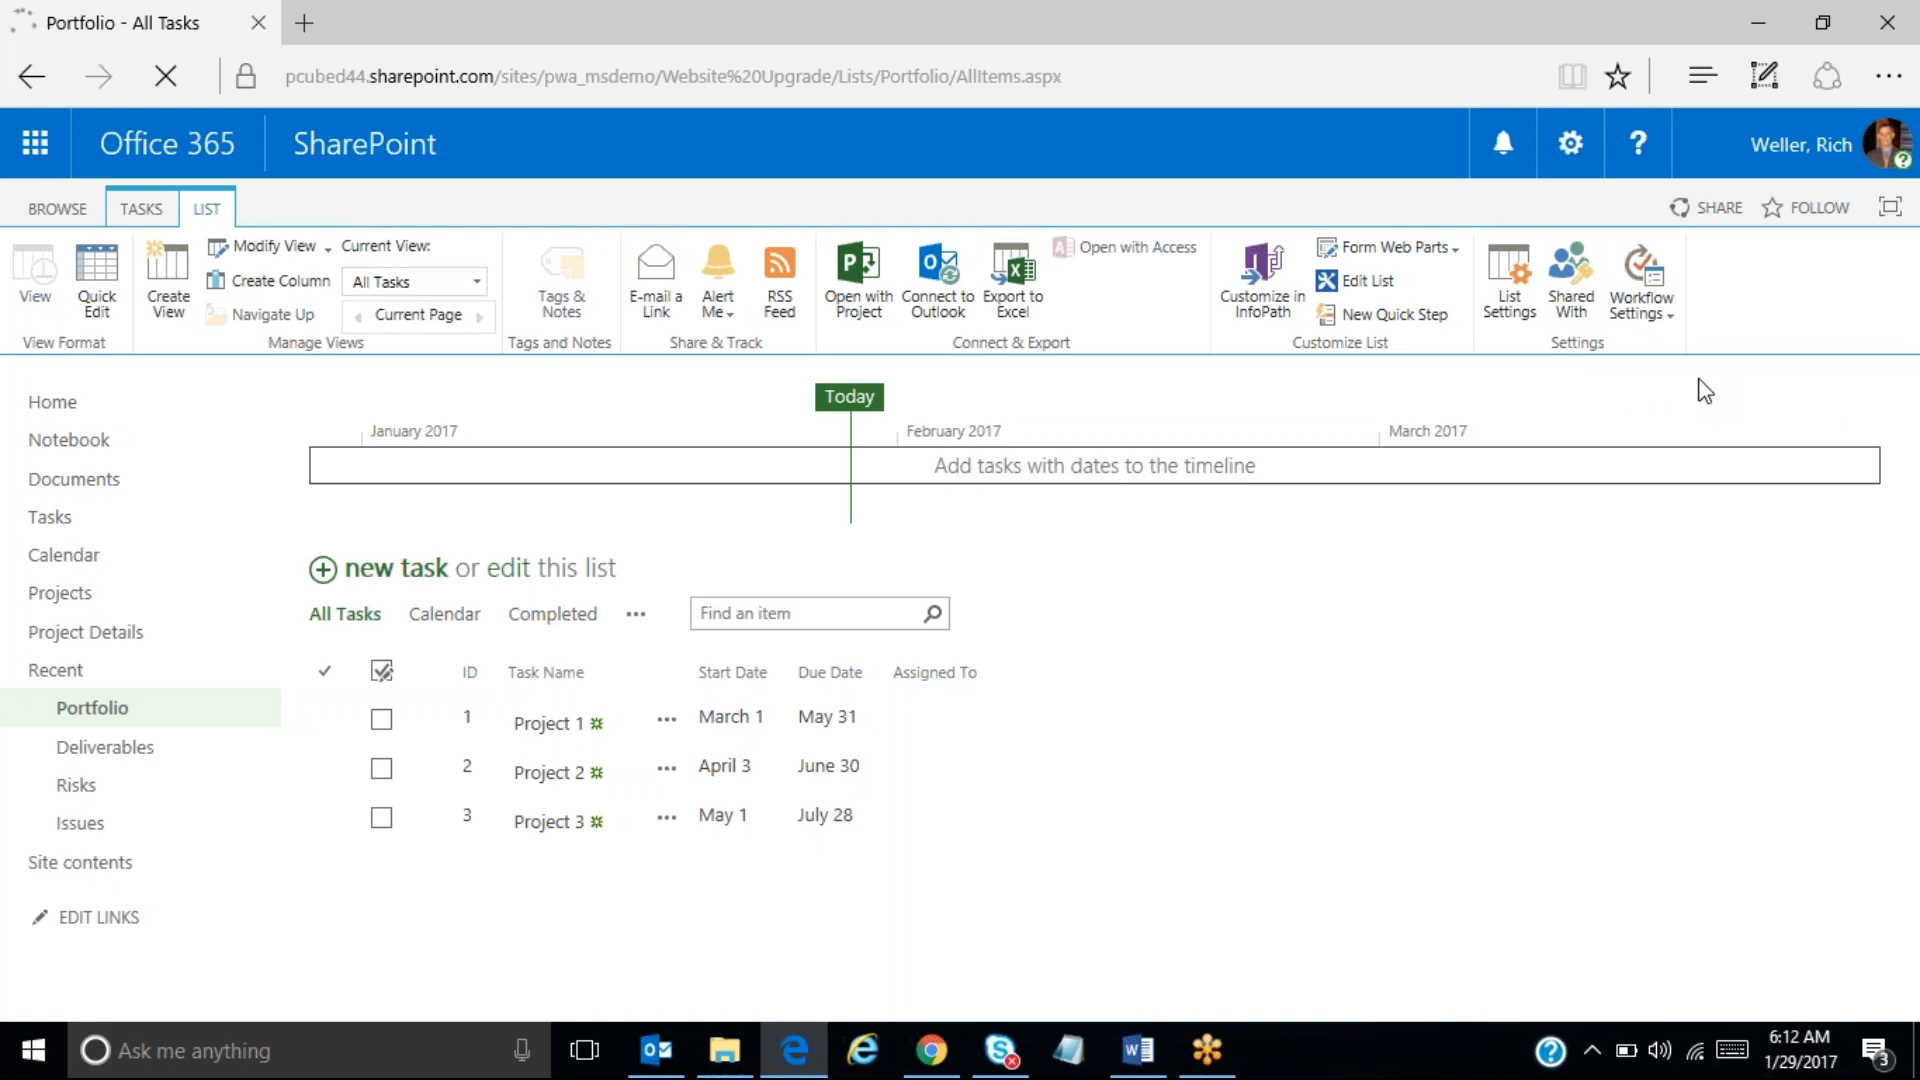 Portfolio - All Tasks
pcubed44.sharepoint.com/sites/pwa_msdemo/Website%20Upgrade/Lists/Portfolio/AllItems.aspx
Office 365
SharePoint
?
Weller, Rich
BROWSE
TASKS
LIST
SHARE
FOLLOW
View
Quick
Edit
View Format
Create
View
Modify View
Create Column
Navigate Up
Current View:
All Tasks
Current Page
Manage Views
Tags &
Notes
Tags and Notes
E-mail a
Link
Alert
Me
RSS
Feed
Share & Track
Open with
Project
Connect to
Outlook
Export to
Excel
Open with Access
Connect & Export
Customize in
InfoPath
Form Web Parts
Edit List
New Quick Step
Customize List
List
Settings
Shared
With
Workflow
Settings
Settings
Home
Notebook
Documents
Tasks
Calendar
Projects
Project Details
Recent
Portfolio
Deliverables
Risks
Issues
Site contents
EDIT LINKS
Today
January 2017
February 2017
March 2017
Add tasks with dates to the timeline
new task or edit this list
All Tasks
Calendar
Completed
Find an item
ID Task Name Start Date Due Date Assigned To
1 Project 1 March 1 May 31
2 Project 2 April 3 June 30
3 Project 3 May 1 July 28
Ask me anything
6:12 AM
1/29/2017
3